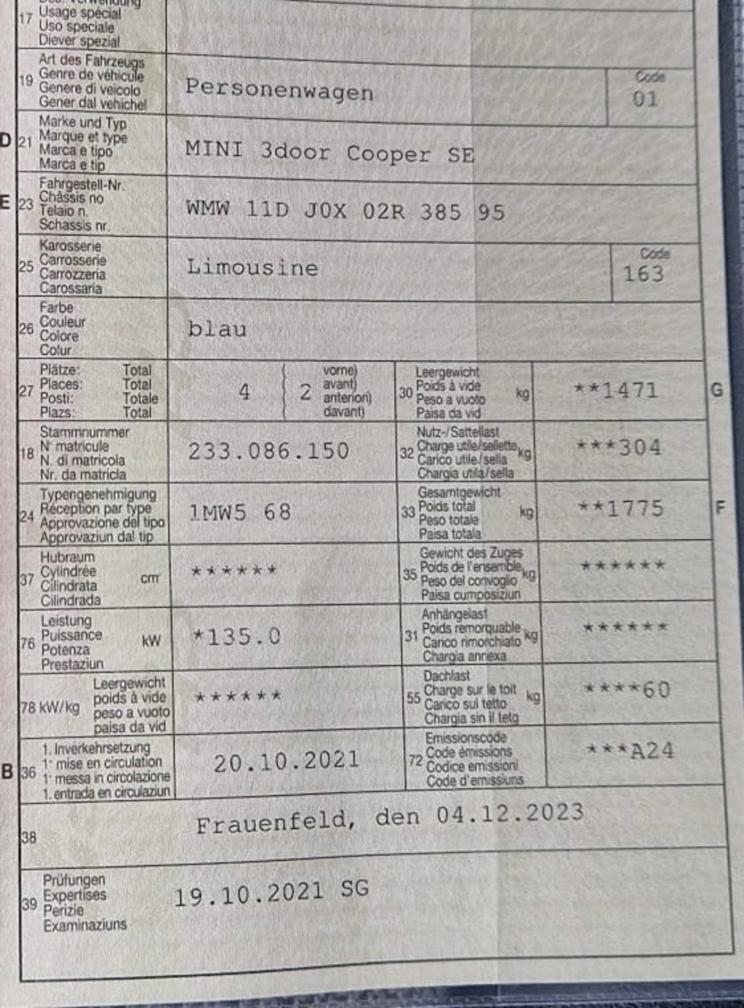 17 Usage spécial
Uso speciale
Diever spezial
Art des Fahrzeugs
19 Genre de véhicule
Genere di veicolo
Gener dal vehichel
Personenwagen
Code
01
Marke und Typ
D 21 Marque et type
Marca e tipo
Marca e tip
MINI 3door Cooper SE
Fahrgestell-Nr.
E 23 Châssis no
Telaio n.
Schassis nr.
WMW 11D J0X 02R 385 95
Karosserie
25 Carrosserie
Carrozzeria
Carossaria
Limousine
Code
163
Farbe
26 Couleur
Colore
Colur
blau
Plätze: Total
27 Places: Total
Posti: Totale
Plazs: Total
4
2
vorne)
avant)
anteriori)
davant)
Leergewicht
30 Poids à vide kg
Peso a vuoto
Paisa da vid
**1471
G
Stammnummer
18 N° matricule
N. di matricola
Nr. da matricla
233.086.150
Nutz-/Sattellast
32 Charge utile/sellette kg
Carico utile/sella
Chargia utila/sella
***304
Typengenehmigung
24 Réception par type
Approvazione del tipo
Approvaziun dal tip
1MW5 68
Gesamtgewicht
33 Poids total kg
Peso totale
Paisa totala
**1775
F
Hubraum
37 Cylindrée cm³
Cilindrata
Cilindrada
******
Gewicht des Zuges
35 Poids de l'ensemble kg
Peso del convoglio
Paisa cumposiziun
******
Leistung
76 Puissance kW
Potenza
Prestaziun
*135.0
Anhängelast
31 Poids remorquable kg
Carico rimorchiato
Chargia annexa
******
Leergewicht
78 kW/kg poids à vide
peso a vuoto
paisa da vid
******
Dachlast
55 Charge sur le toit kg
Carico sul tetto
Chargia sin il tetg
****60
1. Inverkehrsetzung
B 36 1re mise en circulation
1a messa in circolazione
1. entrada en circulaziun
20.10.2021
Emissionscode
72 Code émissions
Codice emissioni
Code d'emissiuns
***A24
38
Frauenfeld, den 04.12.2023
Prüfungen
39 Expertises
Perizie
Examinaziuns
19.10.2021 SG